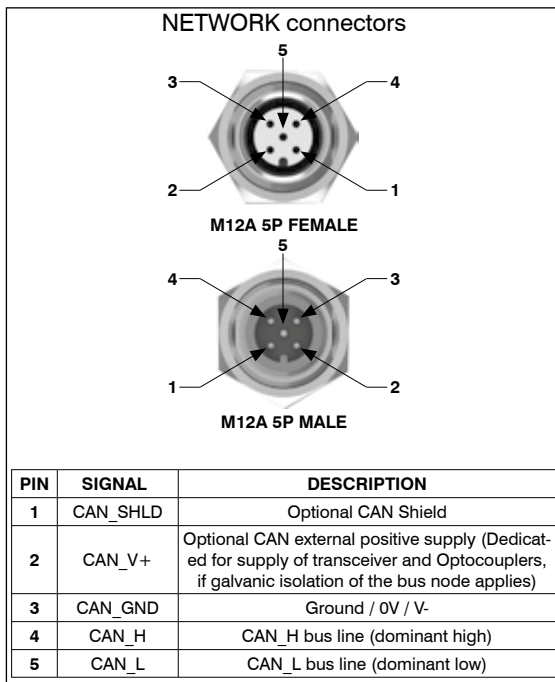 NETWORK connectors
5
3 4
2 1
M12A 5P FEMALE
5
4 3
1 2
M12A 5P MALE
PIN SIGNAL DESCRIPTION
1 CAN_SHLD Optional CAN Shield
2 CAN_V+ Optional CAN external positive supply (Dedicat-
ed for supply of transceiver and Optocouplers,
if galvanic isolation of the bus node applies)
3 CAN_GND Ground / 0V / V-
4 CAN_H CAN_H bus line (dominant high)
5 CAN_L CAN_L bus line (dominant low)